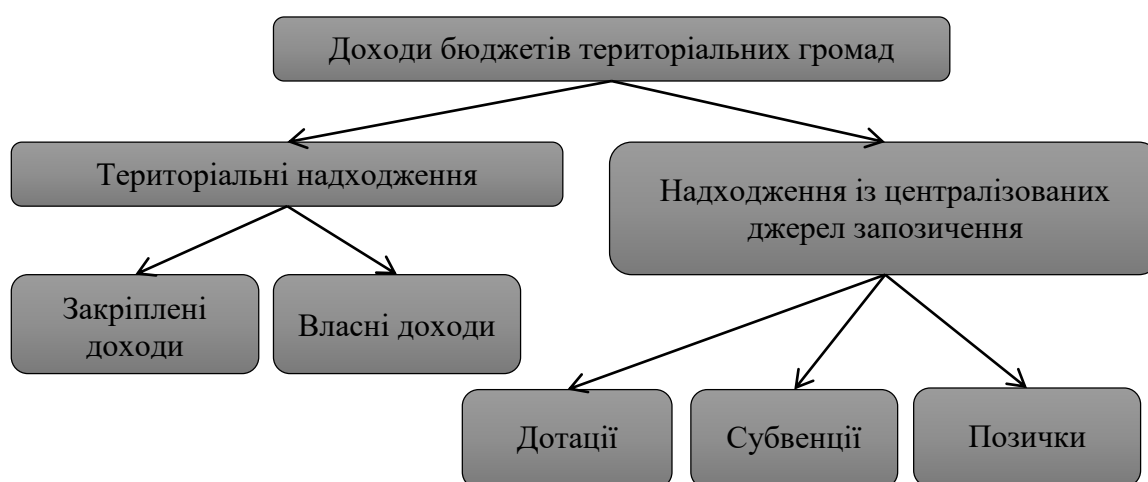 Доходи бюджетів територіальних громад
Територіальні надходження
Надходження із централізованих
джерел запозичення
Закріплені
доходи
Власні доходи
Дотації
Субвенції
Позички